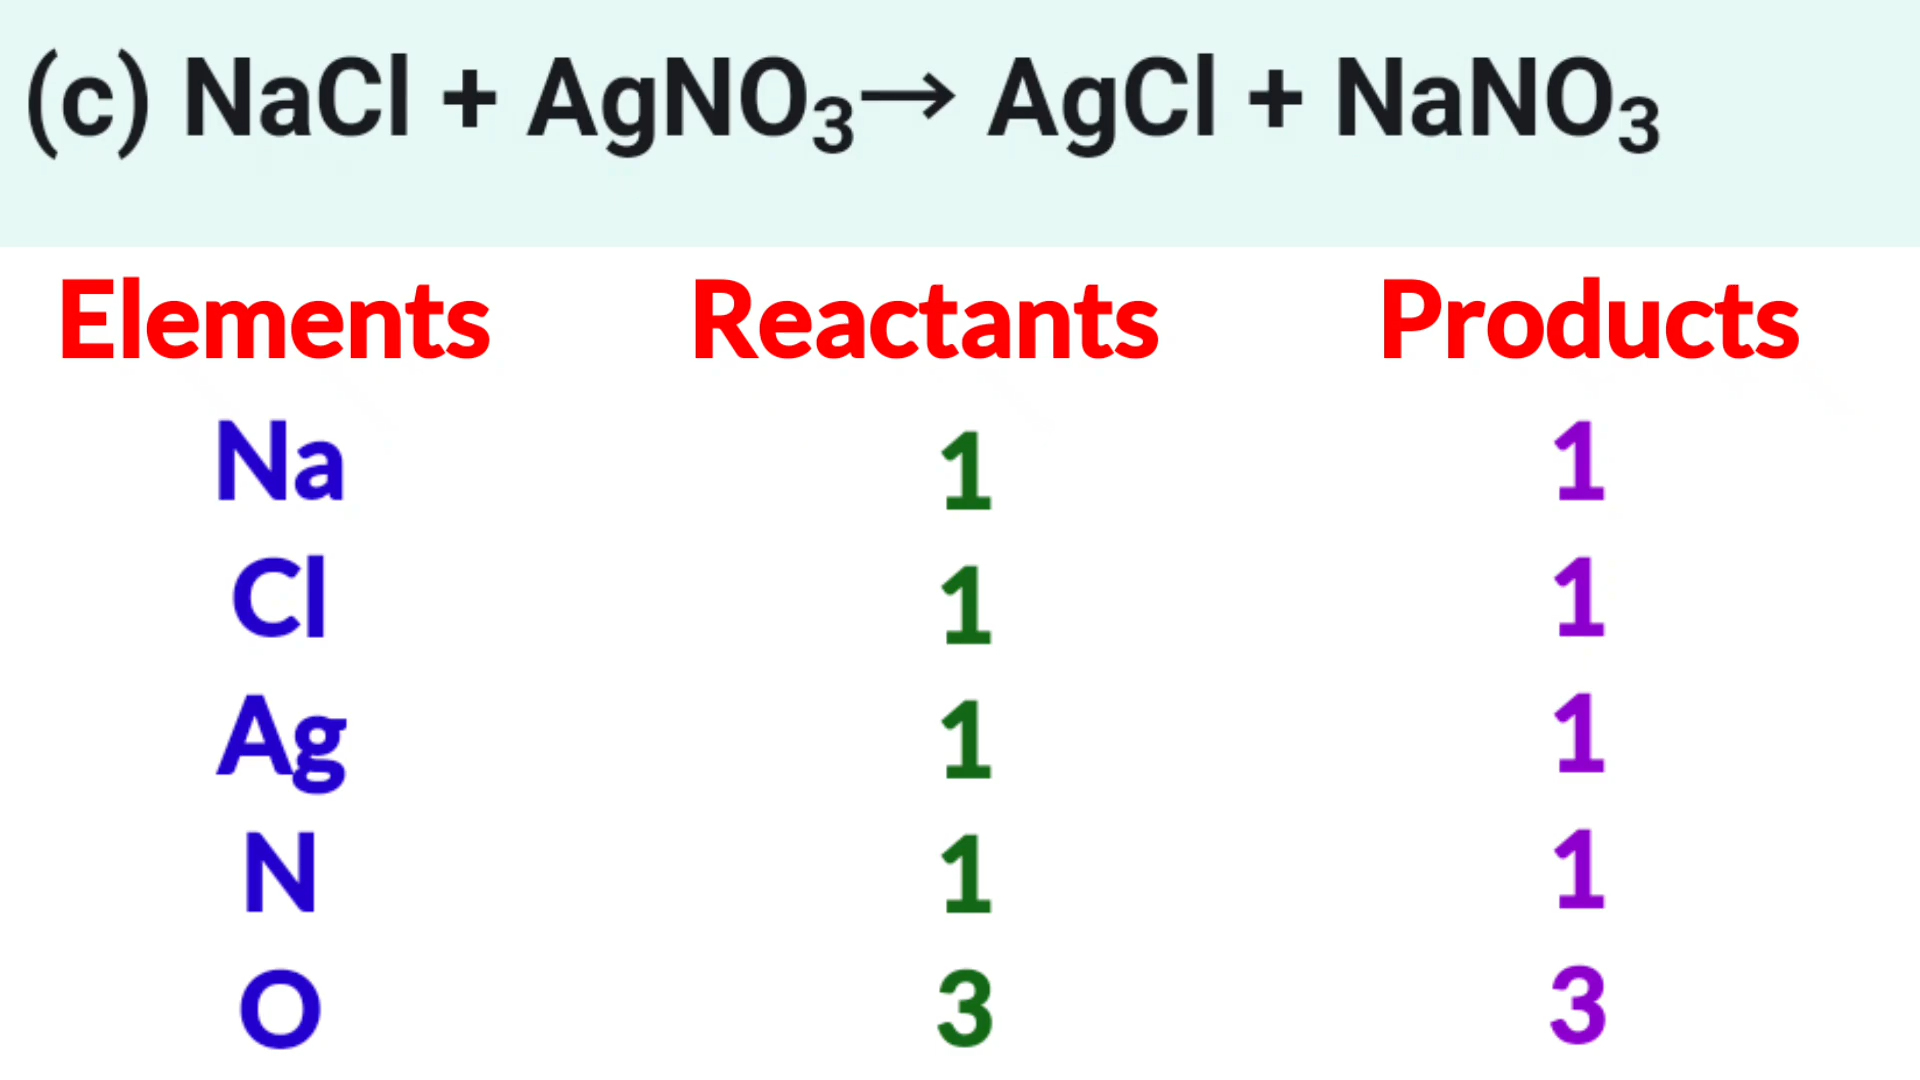 (c) NaCl + AgNO₃→ AgCl + NaNO₃
Elements Reactants Products
Na 1 1
Cl 1 1
Ag 1 1
N 1 1
O 3 3